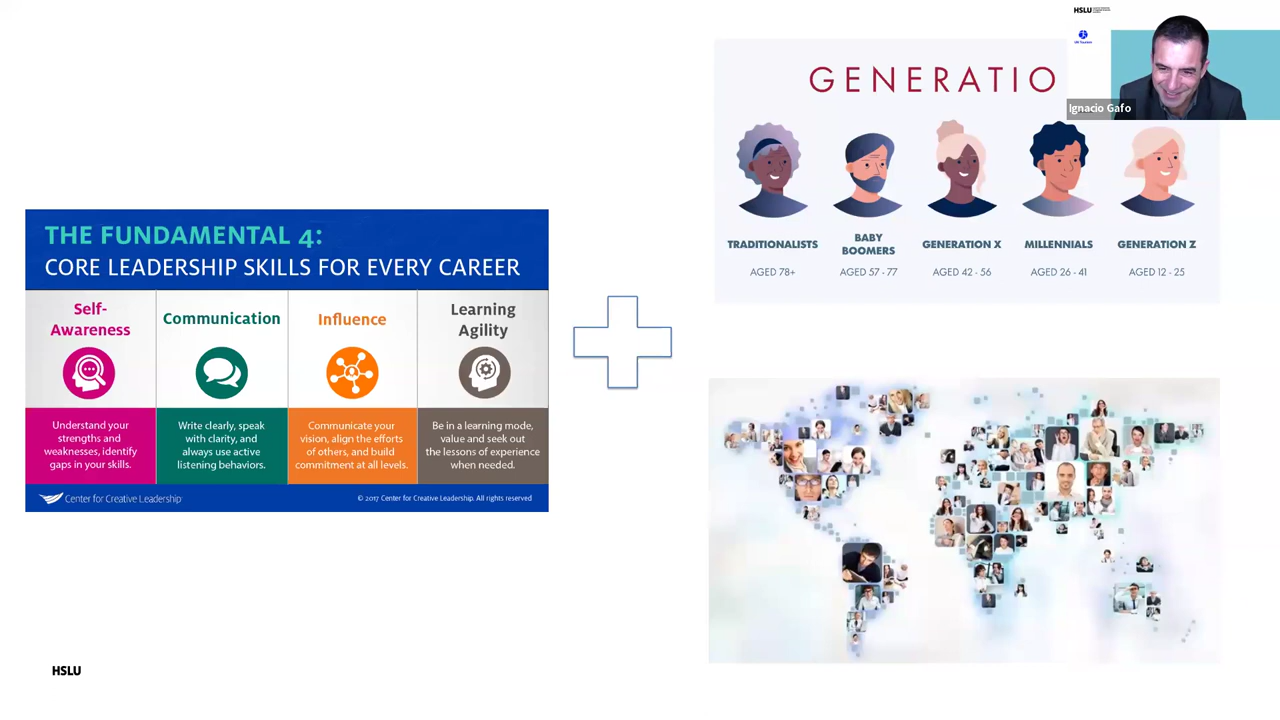 THE FUNDAMENTAL 4:
CORE LEADERSHIP SKILLS FOR EVERY CAREER
Self-
Awareness
Communication
Influence
Learning
Agility
Understand your
strengths and
weaknesses, identify
gaps in your skills.
Write clearly, speak
with clarity, and
always use active
listening behaviors.
Communicate your
vision, align the efforts
of others, and build
commitment at all levels.
Be in a learning mode,
value and seek out
the lessons of experience
when needed.
Center for Creative Leadership
© 2017 Center for Creative Leadership. All rights reserved
HSLU
GENERATIO
HSLU
Ignacio Gafo
TRADITIONALISTS
AGED 78+
BABY
BOOMERS
AGED 57 - 77
GENERATION X
AGED 42 - 56
MILLENNIALS
AGED 26 - 41
GENERATION Z
AGED 12 - 25